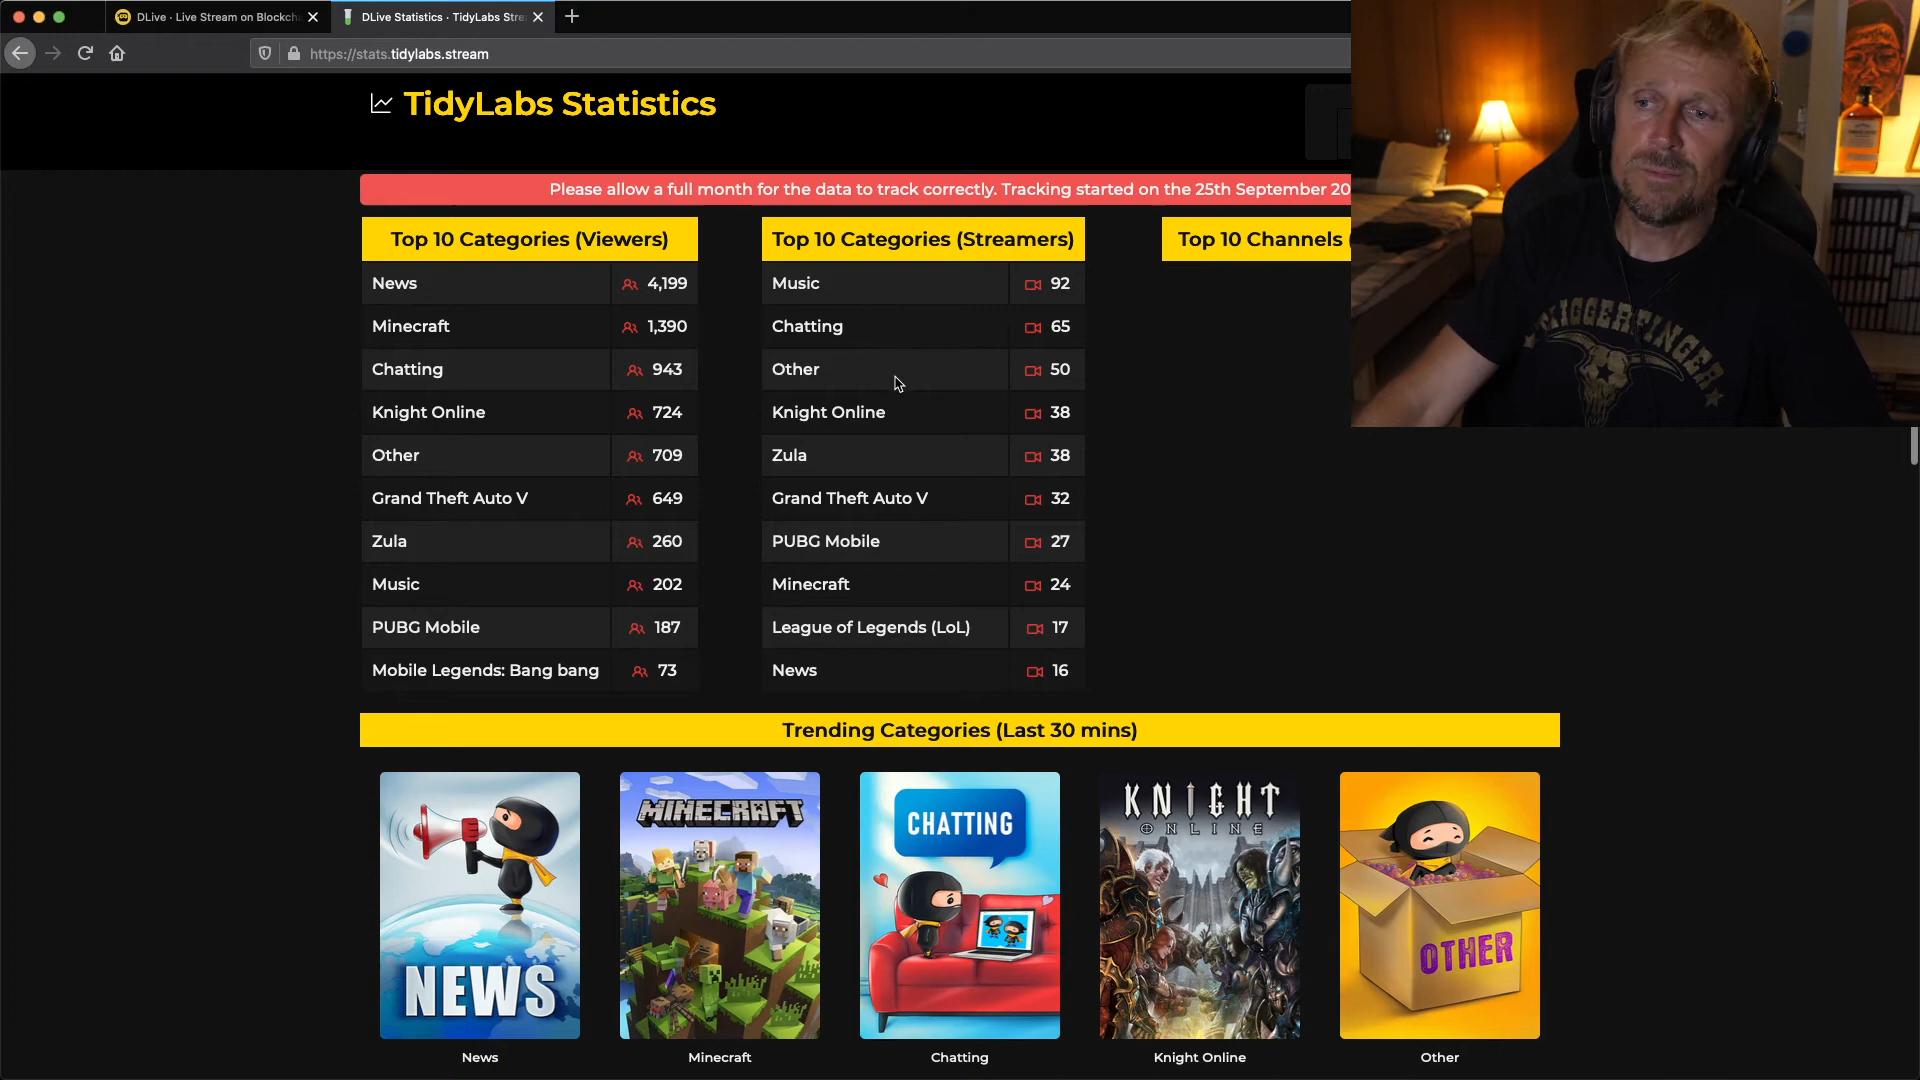 DLive · Live Stream on Blockch
DLive Statistics · TidyLabs Stre
https://stats.tidylabs.stream
TidyLabs Statistics
Please allow a full month for the data to track correctly. Tracking started on the 25th September 20
Top 10 Categories (Viewers)
News 4,199
Minecraft 1,390
Chatting 943
Knight Online 724
Other 709
Grand Theft Auto V 649
Zula 260
Music 202
PUBG Mobile 187
Mobile Legends: Bang bang 73
Top 10 Categories (Streamers)
Music 92
Chatting 65
Other 50
Knight Online 38
Zula 38
Grand Theft Auto V 32
PUBG Mobile 27
Minecraft 24
League of Legends (LoL) 17
News 16
Top 10 Channels (
Trending Categories (Last 30 mins)
NEWS
MINECRAFT
CHATTING
KNIGHT
ONLINE
OTHER
News
Minecraft
Chatting
Knight Online
Other